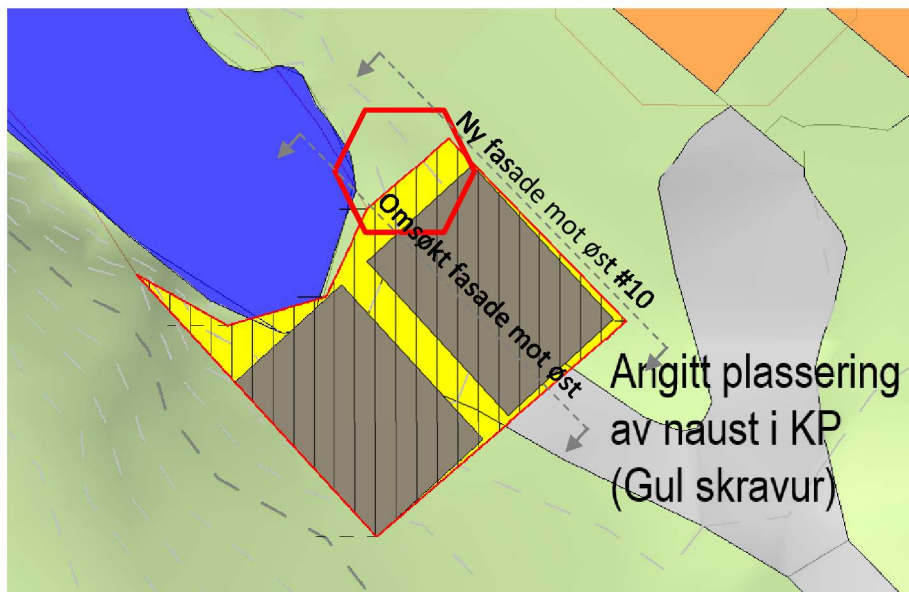 Ny fasade mot øst #10
Omsøkt fasade mot øst
Angitt plassering
av naust i KP
(Gul skravur)